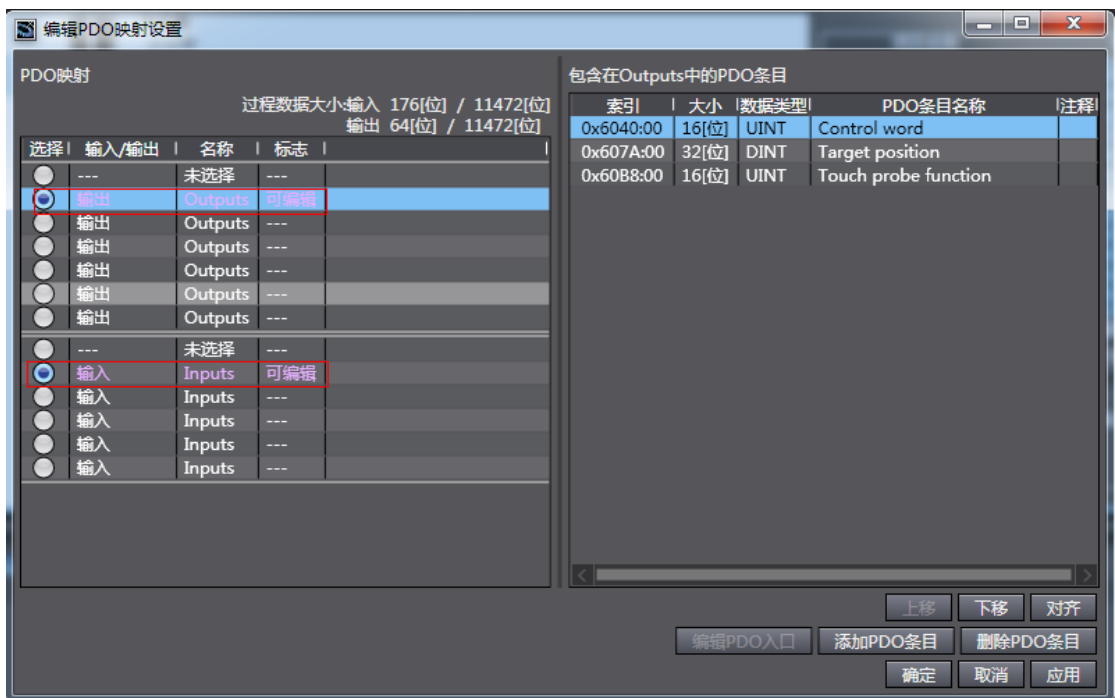 编辑PDO映射设置
PDO映射
过程数据大小:输入 176[位] / 11472[位]
输出 64[位] / 11472[位]
选择 输入/输出 名称 标志
--- 未选择 ---
输出 Outputs 可编辑
输出 Outputs ---
输出 Outputs ---
输出 Outputs ---
输出 Outputs ---
输出 Outputs ---
--- 未选择 ---
输入 Inputs 可编辑
输入 Inputs ---
输入 Inputs ---
输入 Inputs ---
输入 Inputs ---
包含在Outputs中的PDO条目
索引 大小 数据类型 PDO条目名称 注释
0x6040:00 16[位] UINT Control word
0x607A:00 32[位] DINT Target position
0x60B8:00 16[位] UINT Touch probe function
上移 下移 对齐
编辑PDO入口 添加PDO条目 删除PDO条目
确定 取消 应用